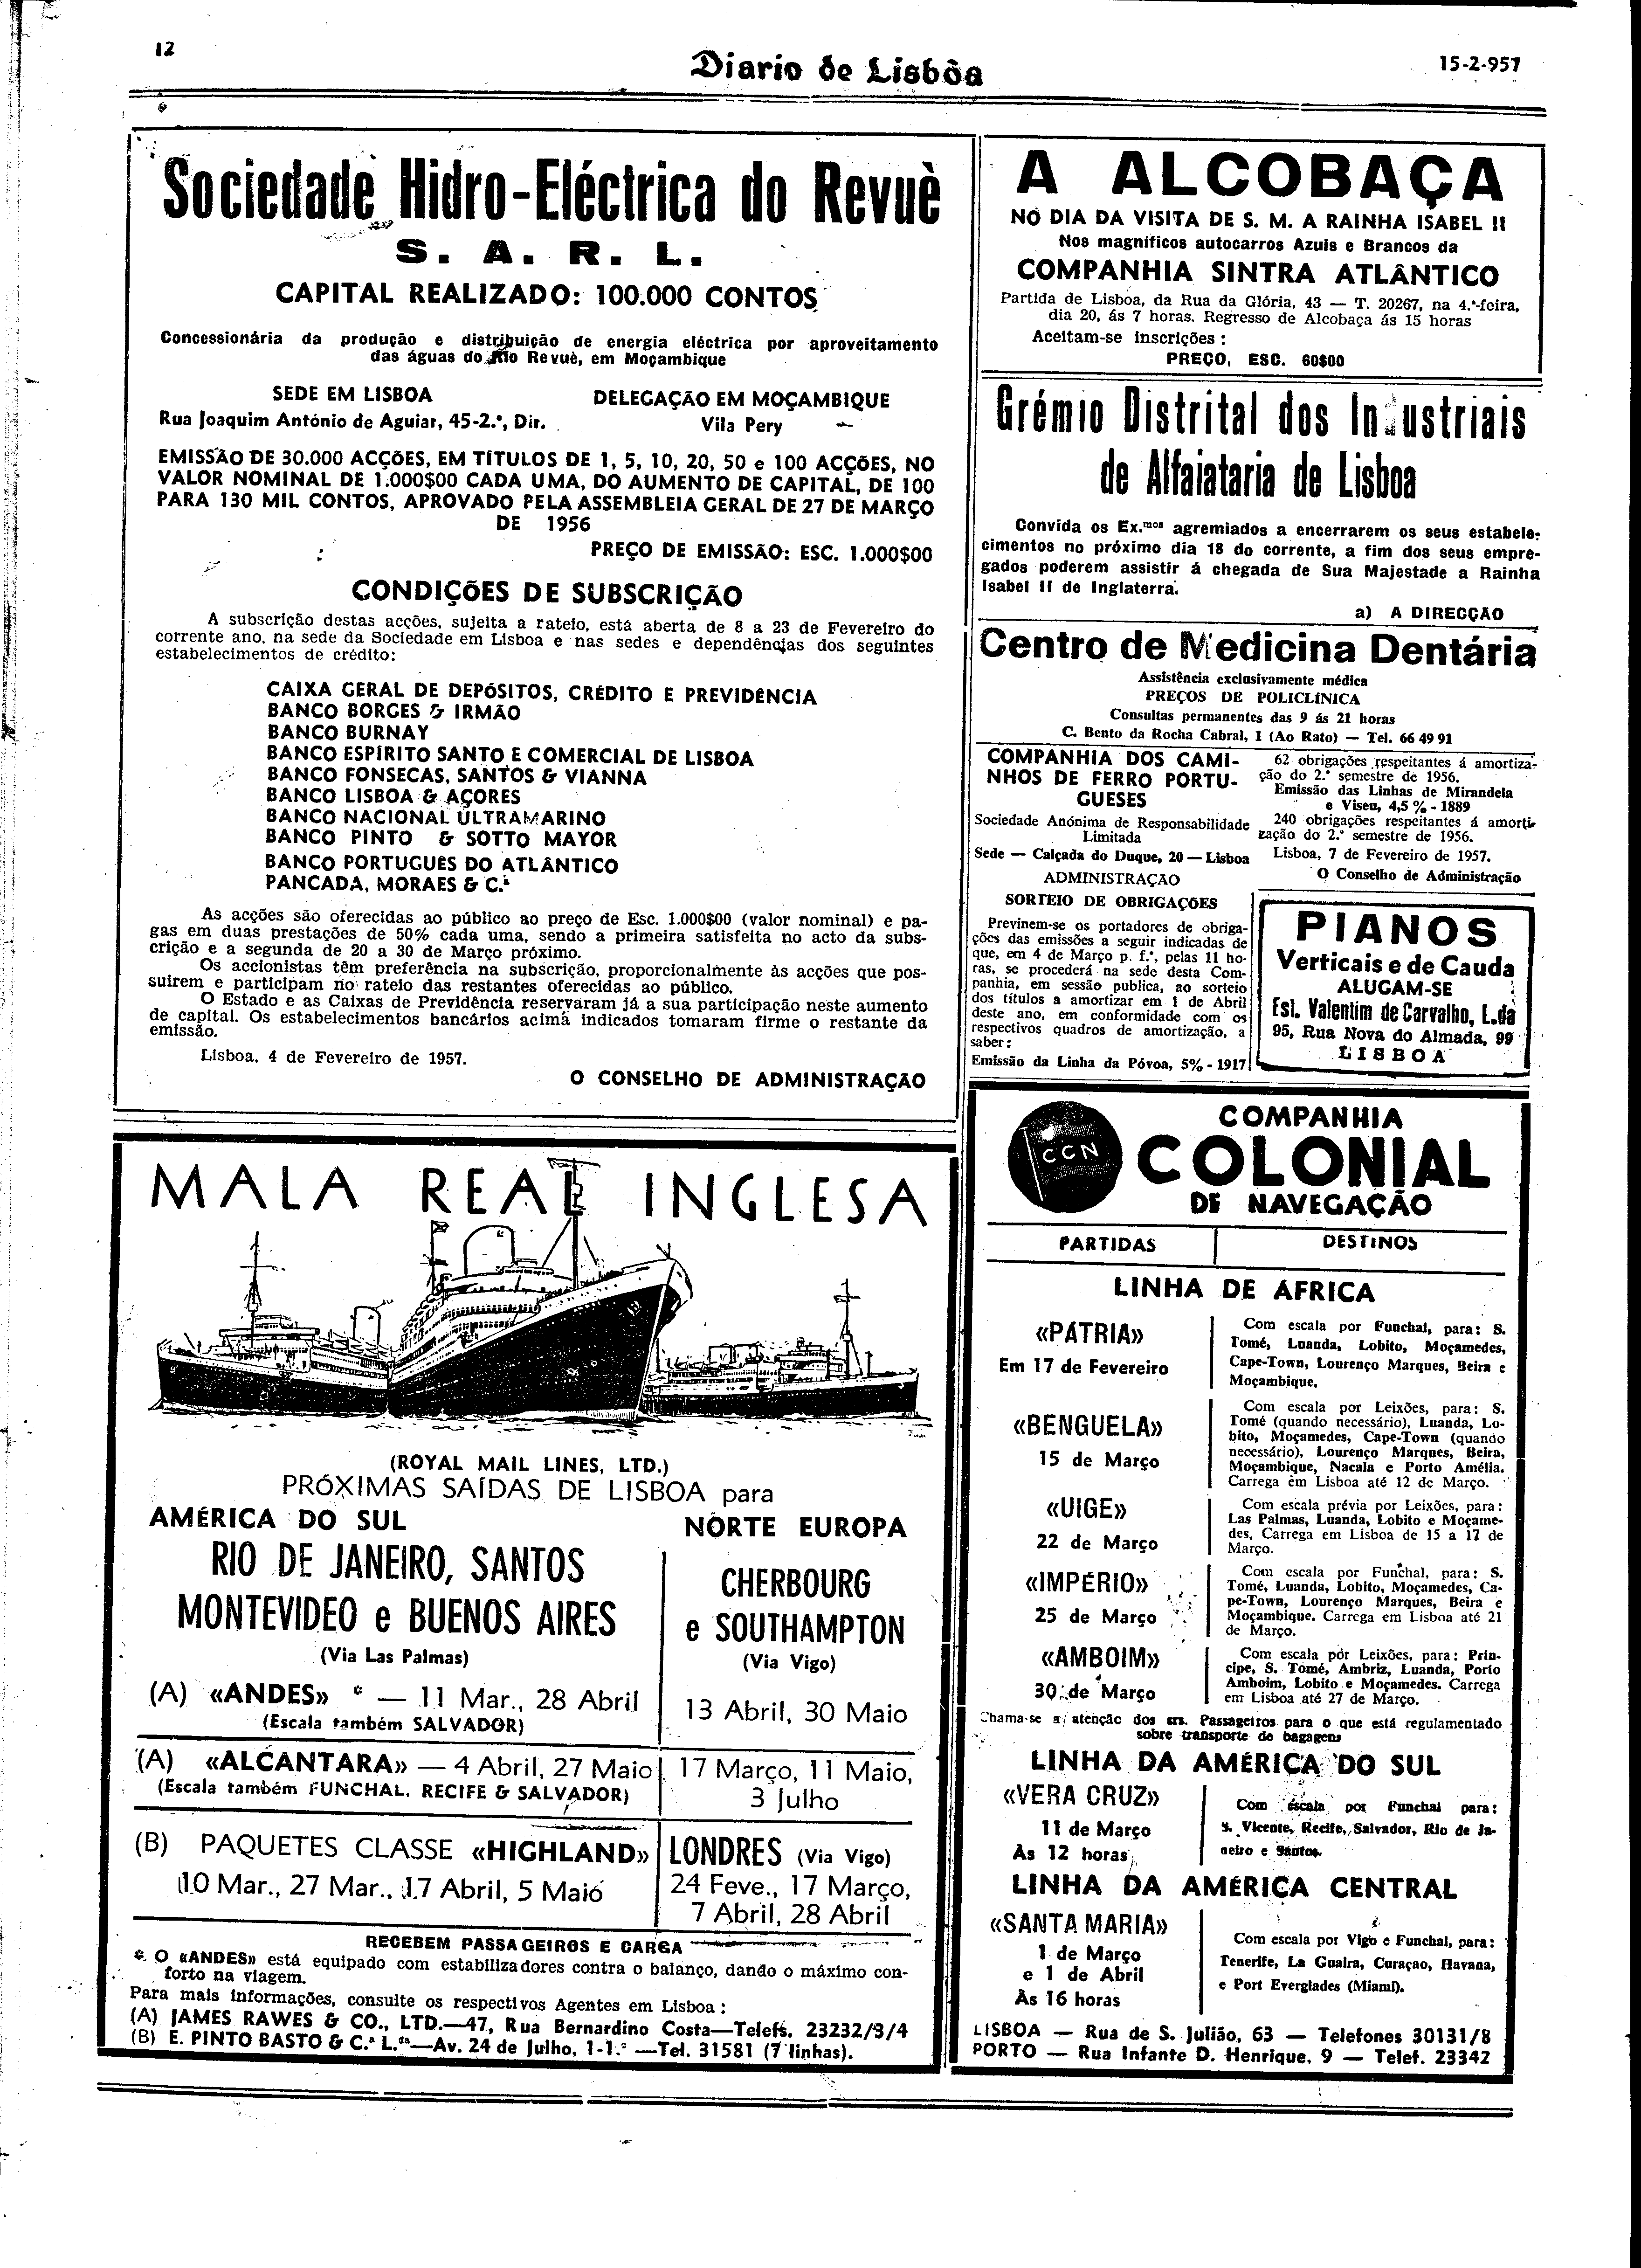 12
Diario de Lisbôa
15-2-957
Sociedade Hidro-Eléctrica do Revuè
S. A. R. L.
CAPITAL REALIZADO: 100.000 CONTOS
Concessionária da produção e distribuição de energia eléctrica por aproveitamento
das águas do Rio Revuè, em Moçambique
SEDE EM LISBOA
Rua Joaquim António de Aguiar, 45-2.º, Dir.
DELEGAÇÃO EM MOÇAMBIQUE
Vila Pery
EMISSÃO DE 30.000 ACÇÕES, EM TÍTULOS DE 1, 5, 10, 20, 50 e 100 ACÇÕES, NO
VALOR NOMINAL DE 1.000$00 CADA UMA, DO AUMENTO DE CAPITAL, DE 100
PARA 130 MIL CONTOS, APROVADO PELA ASSEMBLEIA GERAL DE 27 DE MARÇO
DE 1956
PREÇO DE EMISSÃO: ESC. 1.000$00
CONDIÇÕES DE SUBSCRIÇÃO
A subscrição destas acções, sujeita a rateio, está aberta de 8 a 23 de Fevereiro do
corrente ano, na sede da Sociedade em Lisboa e nas sedes e dependências dos seguintes
estabelecimentos de crédito:
CAIXA GERAL DE DEPÓSITOS, CRÉDITO E PREVIDÊNCIA
BANCO BORGES & IRMÃO
BANCO BURNAY
BANCO ESPÍRITO SANTO E COMERCIAL DE LISBOA
BANCO FONSECAS, SANTOS & VIANNA
BANCO LISBOA & AÇORES
BANCO NACIONAL ULTRAMARINO
BANCO PINTO & SOTTO MAYOR
BANCO PORTUGUÊS DO ATLÂNTICO
PANCADA, MORAES & C.ª
As acções são oferecidas ao público ao preço de Esc. 1.000$00 (valor nominal) e pa-
gas em duas prestações de 50% cada uma, sendo a primeira satisfeita no acto da subs-
crição e a segunda de 20 a 30 de Março próximo.
Os accionistas têm preferência na subscrição, proporcionalmente às acções que pos-
suirem e participam no rateio das restantes oferecidas ao público.
O Estado e as Caixas de Previdência reservaram já a sua participação neste aumento
de capital. Os estabelecimentos bancários acima indicados tomaram firme o restante da
emissão.
Lisboa, 4 de Fevereiro de 1957.
O CONSELHO DE ADMINISTRAÇÃO
MALA REAL INGLESA
(ROYAL MAIL LINES, LTD.)
PRÓXIMAS SAÍDAS DE LISBOA para
AMÉRICA DO SUL
RIO DE JANEIRO, SANTOS
MONTEVIDEO e BUENOS AIRES
(Via Las Palmas)
NORTE EUROPA
CHERBOURG
e SOUTHAMPTON
(Via Vigo)
(A) «ANDES» * — 11 Mar., 28 Abril
(Escala também SALVADOR)
13 Abril, 30 Maio
(A) «ALCANTARA» — 4 Abril, 27 Maio
(Escala também FUNCHAL, RECIFE & SALVADOR)
17 Março, 11 Maio,
3 Julho
(B) PAQUETES CLASSE «HIGHLAND»
10 Mar., 27 Mar., 17 Abril, 5 Maio
LONDRES (Via Vigo)
24 Feve., 17 Março,
7 Abril, 28 Abril
RECEBEM PASSAGEIROS E CARGA
* O «ANDES» está equipado com estabilizadores contra o balanço, dando o máximo con-
forto na viagem.
Para mais informações, consulte os respectivos Agentes em Lisboa:
(A) JAMES RAWES & CO., LTD.—47, Rua Bernardino Costa—Telefs. 23232/3/4
(B) E. PINTO BASTO & C.ª L.da—Av. 24 de Julho, 1-1.º —Tel. 31581 (7 linhas).
A ALCOBAÇA
NO DIA DA VISITA DE S. M. A RAINHA ISABEL II
Nos magníficos autocarros Azuis e Brancos da
COMPANHIA SINTRA ATLÂNTICO
Partida de Lisboa, da Rua da Glória, 43 — T. 20267, na 4.ª-feira,
dia 20, ás 7 horas. Regresso de Alcobaça ás 15 horas
Aceitam-se inscrições:
PREÇO, ESC. 60$00
Grémio Distrital dos Industriais
de Alfaiataria de Lisboa
Convida os Ex.mos agremiados a encerrarem os seus estabele-
cimentos no próximo dia 18 do corrente, a fim dos seus empre-
gados poderem assistir á chegada de Sua Majestade a Rainha
Isabel II de Inglaterra.
a) A DIRECÇÃO
Centro de Medicina Dentária
Assistência exclusivamente médica
PREÇOS DE POLICLÍNICA
Consultas permanentes das 9 ás 21 horas
C. Bento da Rocha Cabral, 1 (Ao Rato) — Tel. 66 49 91
COMPANHIA DOS CAMI-
NHOS DE FERRO PORTU-
GUESES
Sociedade Anónima de Responsabilidade
Limitada
Sede — Calçada do Duque, 20 — Lisboa
ADMINISTRAÇÃO
SORTEIO DE OBRIGAÇÕES
Previnem-se os portadores de obriga-
ções das emissões a seguir indicadas de
que, em 4 de Março p. f.º, pelas 11 ho-
ras, se procederá na sede desta Com-
panhia, em sessão publica, ao sorteio
dos títulos a amortizar em 1 de Abril
deste ano, em conformidade com os
respectivos quadros de amortização, a
saber:
Emissão da Linha da Póvoa, 5% - 1917
62 obrigações respeitantes á amortiza-
ção do 2.º semestre de 1956.
Emissão das Linhas de Mirandela
e Viseu, 4,5 % - 1889
240 obrigações respeitantes á amorti-
zação do 2.º semestre de 1956.
Lisboa, 7 de Fevereiro de 1957.
O Conselho de Administração
PIANOS
Verticais e de Cauda
ALUGAM-SE
Est. Valentim de Carvalho, L.da
95, Rua Nova do Almada, 99
LISBOA
CCN
COMPANHIA
COLONIAL
DE NAVEGAÇÃO
PARTIDAS
DESTINOS
LINHA DE ÁFRICA
«PÁTRIA»
Em 17 de Fevereiro
Com escala por Funchal, para: S.
Tomé, Luanda, Lobito, Moçamedes,
Cape-Town, Lourenço Marques, Beira e
Moçambique.
«BENGUELA»
15 de Março
Com escala por Leixões, para: S.
Tomé (quando necessário), Luanda, Lo-
bito, Moçamedes, Cape-Town (quando
necessário), Lourenço Marques, Beira,
Moçambique, Nacala e Porto Amélia.
Carrega em Lisboa até 12 de Março.
«UIGE»
22 de Março
Com escala prévia por Leixões, para:
Las Palmas, Luanda, Lobito e Moçame-
des, Carrega em Lisboa de 15 a 17 de
Março.
«IMPÉRIO»
25 de Março
Com escala por Funchal, para: S.
Tomé, Luanda, Lobito, Moçamedes, Ca-
pe-Town, Lourenço Marques, Beira e
Moçambique. Carrega em Lisboa até 21
de Março.
«AMBOIM»
30 de Março
Com escala por Leixões, para: Prín-
cipe, S. Tomé, Ambriz, Luanda, Porto
Amboim, Lobito e Moçamedes. Carrega
em Lisboa até 27 de Março.
Chama-se a atenção dos srs. Passageiros para o que está regulamentado
sobre transporte de bagagens
LINHA DA AMÉRICA DO SUL
«VERA CRUZ»
11 de Março
Às 12 horas
Com escala por Funchal para:
S. Vicente, Recife, Salvador, Rio de Ja-
neiro e Santos.
LINHA DA AMÉRICA CENTRAL
«SANTA MARIA»
1 de Março
e 1 de Abril
Às 16 horas
Com escala por Vigo e Funchal, para:
Tenerife, La Guaira, Curaçao, Havana,
e Port Everglades (Miami).
LISBOA — Rua de S. Julião, 63 — Telefones 30131/8
PORTO — Rua Infante D. Henrique, 9 — Telef. 23342